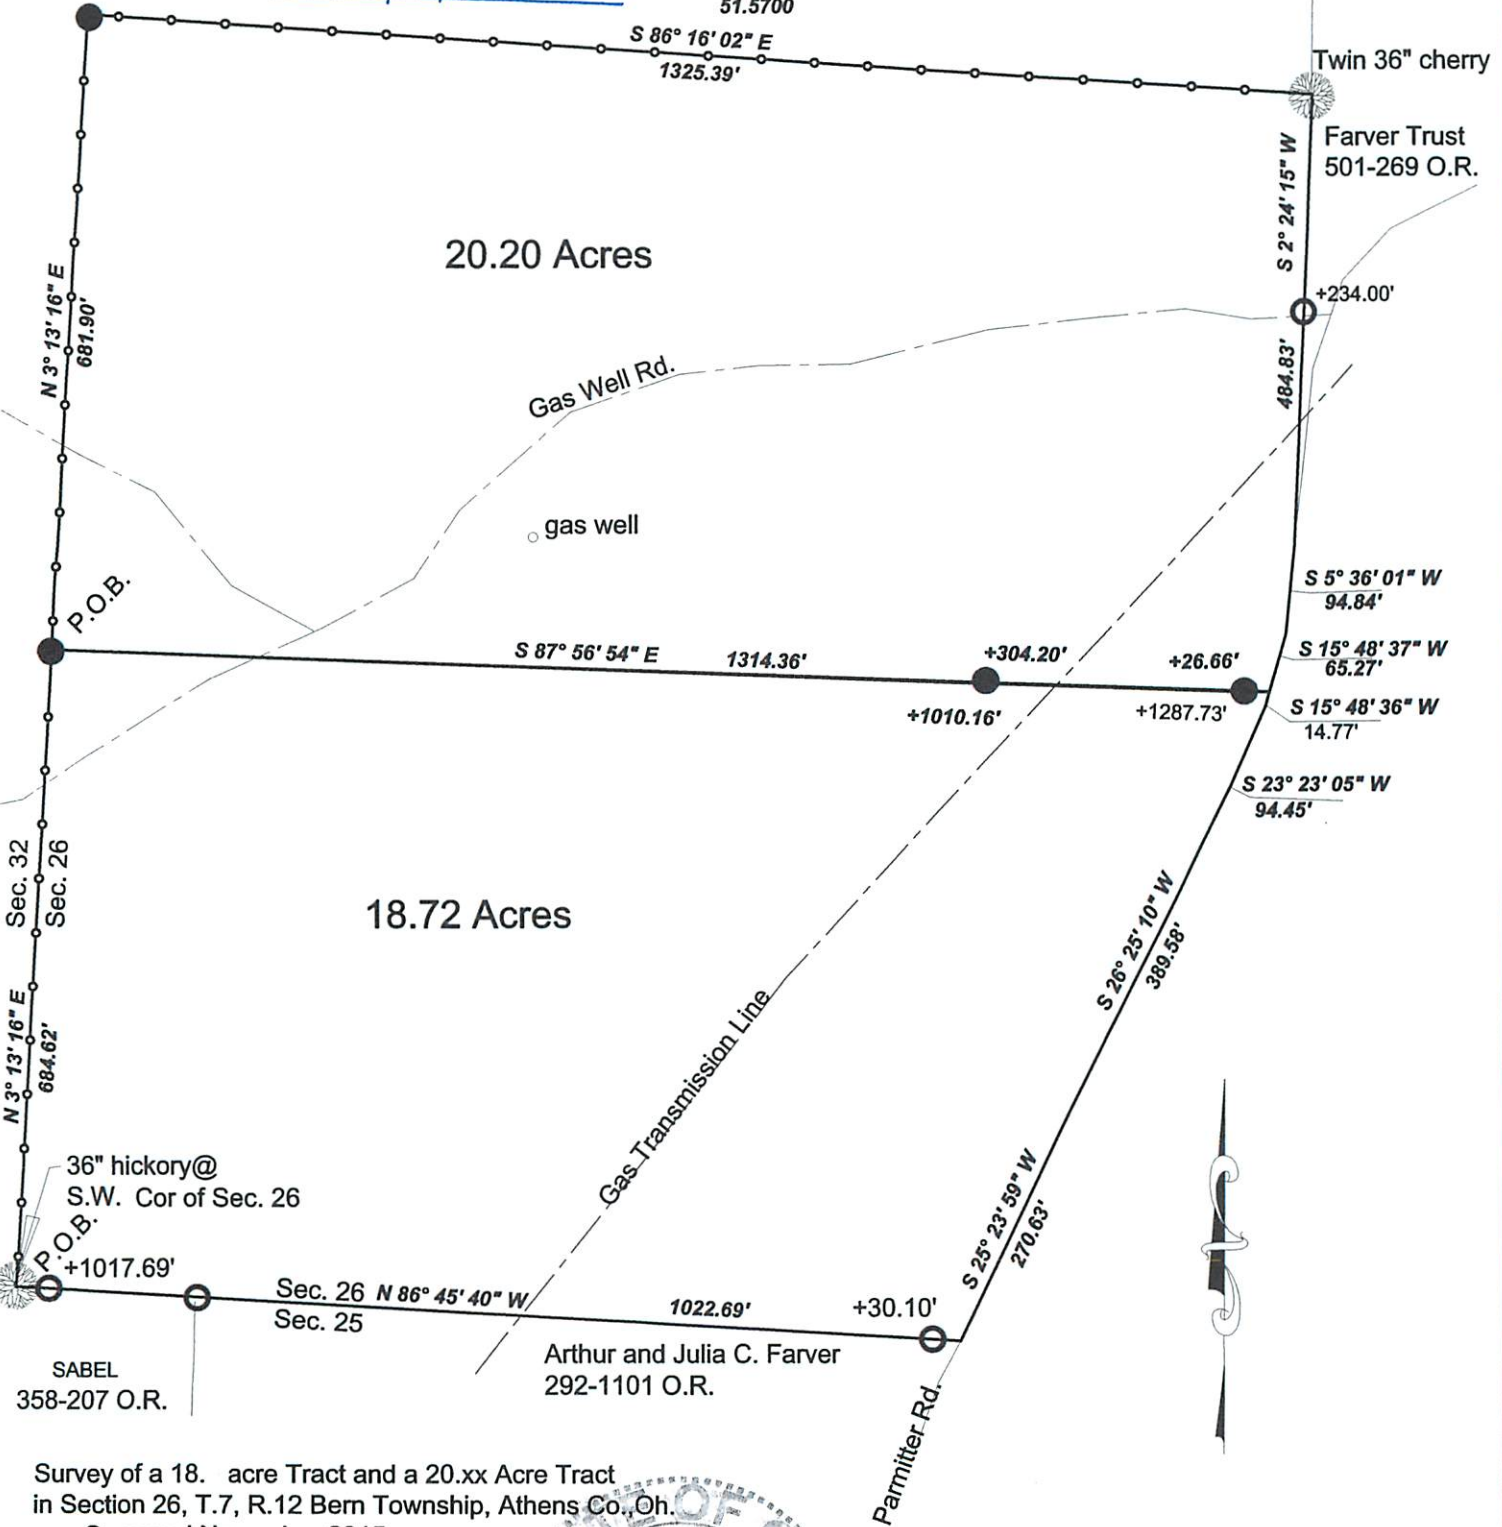 51.5700
S 86° 16' 02" E
1325.39'
Twin 36" cherry
Farver Trust
501-269 O.R.
S 2° 24' 15" W
+234.00'
484.83'
20.20 Acres
N 3° 13' 16" E
681.90'
Gas Well Rd.
gas well
P.O.B.
S 5° 36' 01" W
94.84'
S 87° 56' 54" E
1314.36'
+304.20'
+26.66'
S 15° 48' 37" W
65.27'
+1010.16'
+1287.73'
S 15° 48' 36" W
14.77'
S 23° 23' 05" W
94.45'
Sec. 32
Sec. 26
18.72 Acres
S 26° 25' 10" W
389.58'
N 3° 13' 16" E
684.62'
Gas Transmission Line
36" hickory@
S.W. Cor of Sec. 26
P.O.B.
+1017.69'
S 25° 23' 59" W
270.63'
Sec. 26 N 86° 45' 40" W
1022.69'
+30.10'
Sec. 25
Arthur and Julia C. Farver
292-1101 O.R.
SABEL
358-207 O.R.
Parmitter Rd.
Survey of a 18. acre Tract and a 20.xx Acre Tract
in Section 26, T.7, R.12 Bern Township, Athens Co.,Oh.
OF